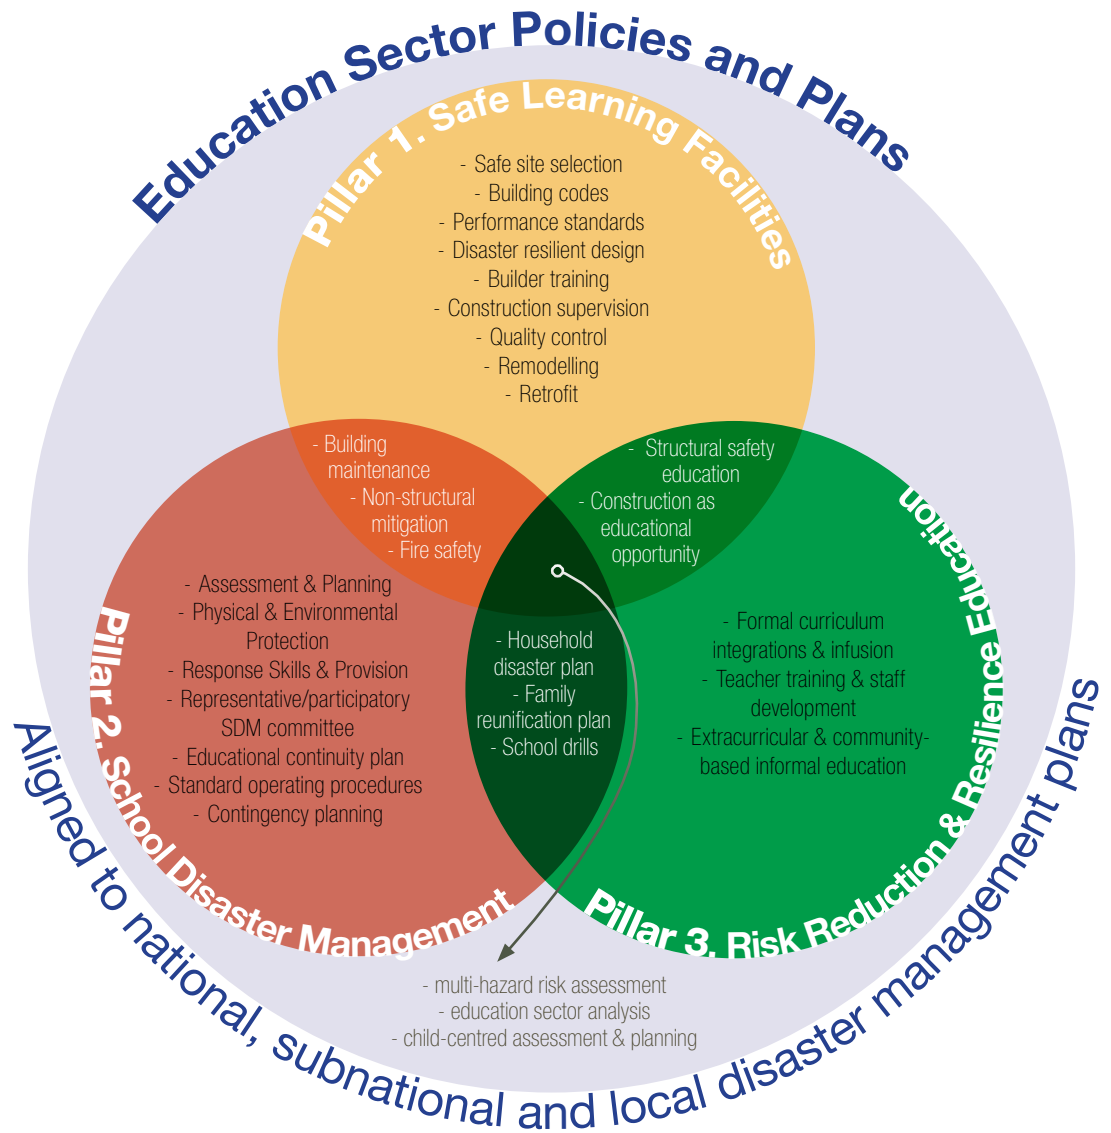 Education Sector Policies and Plans
Pillar 1. Safe Learning Facilities
- Safe site selection
- Building codes
- Performance standards
- Disaster resilient design
- Builder training
- Construction supervision
- Quality control
- Remodelling
- Retrofit
- Building
maintenance
- Non-structural
mitigation
- Fire safety
- Structural safety
education
- Construction as
educational
opportunity
Pillar 2. School Disaster Management
- Assessment & Planning
- Physical & Environmental
Protection
- Response Skills & Provision
- Representative/participatory
SDM committee
- Educational continuity plan
- Standard operating procedures
- Contingency planning
- Household
disaster plan
- Family
reunification plan
- School drills
Pillar 3. Risk Reduction & Resilience Education
- Formal curriculum
integrations & infusion
- Teacher training & staff
development
- Extracurricular & community-
based informal education
- multi-hazard risk assessment
- education sector analysis
- child-centred assessment & planning
Aligned to national, subnational and local disaster management plans